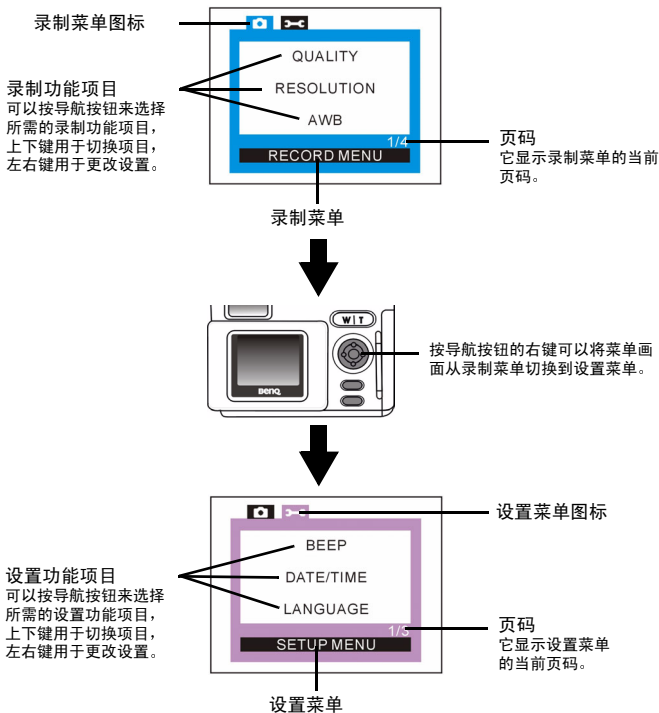 录制菜单图标
QUALITY
RESOLUTION
AWB
1/4
RECORD MENU
录制功能项目
可以按导航按钮来选择
所需的录制功能项目，
上下键用于切换项目，
左右键用于更改设置。
页码
它显示录制菜单的当前
页码。
录制菜单
W T
BenQ
按导航按钮的右键可以将菜单画
面从录制菜单切换到设置菜单。
设置菜单图标
BEEP
DATE/TIME
LANGUAGE
1/3
SETUP MENU
设置功能项目
可以按导航按钮来选择
所需的设置功能项目，
上下键用于切换项目，
左右键用于更改设置。
页码
它显示设置菜单
的当前页码。
设置菜单